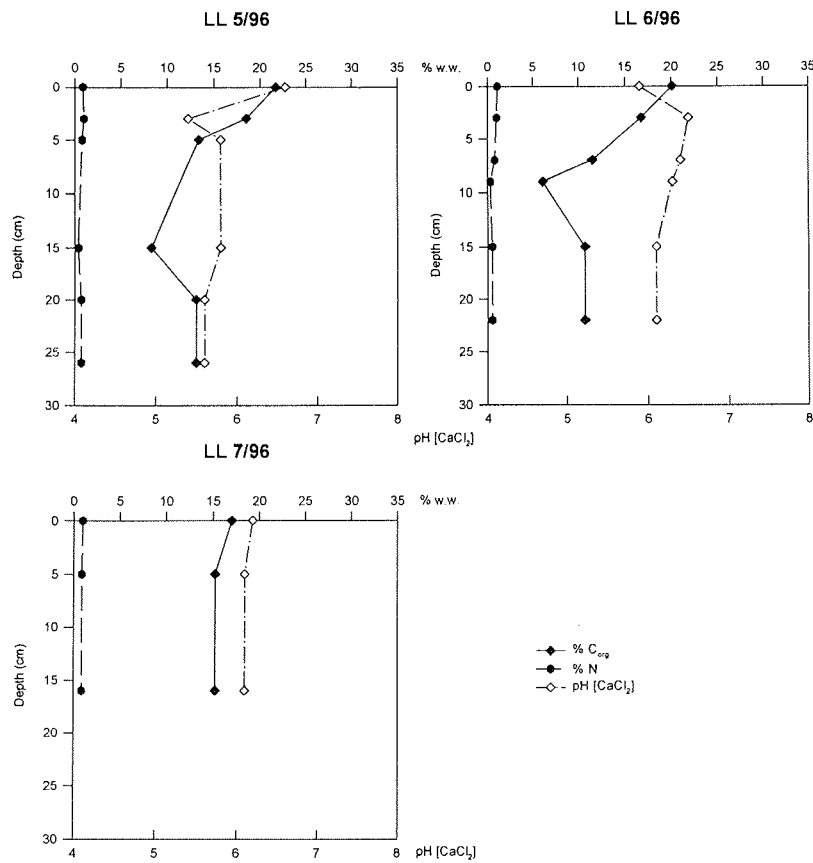 LL 5/96
LL 6/96
0 5 10 15 20 25 30 35 % w.w.
0 5 10 15 20 25 30 35
0
5
10
15
20
25
30
Depth (cm)
4 5 6 7 8
0
5
10
15
20
25
30
Depth (cm)
pH [CaCl₂]
4 5 6 7 8
LL 7/96
0 5 10 15 20 25 30 35 % w.w.
0
5
10
15
20
25
30
Depth (cm)
4 5 6 7 8 pH [CaCl₂]
% Corg
% N
pH [CaCl₂]